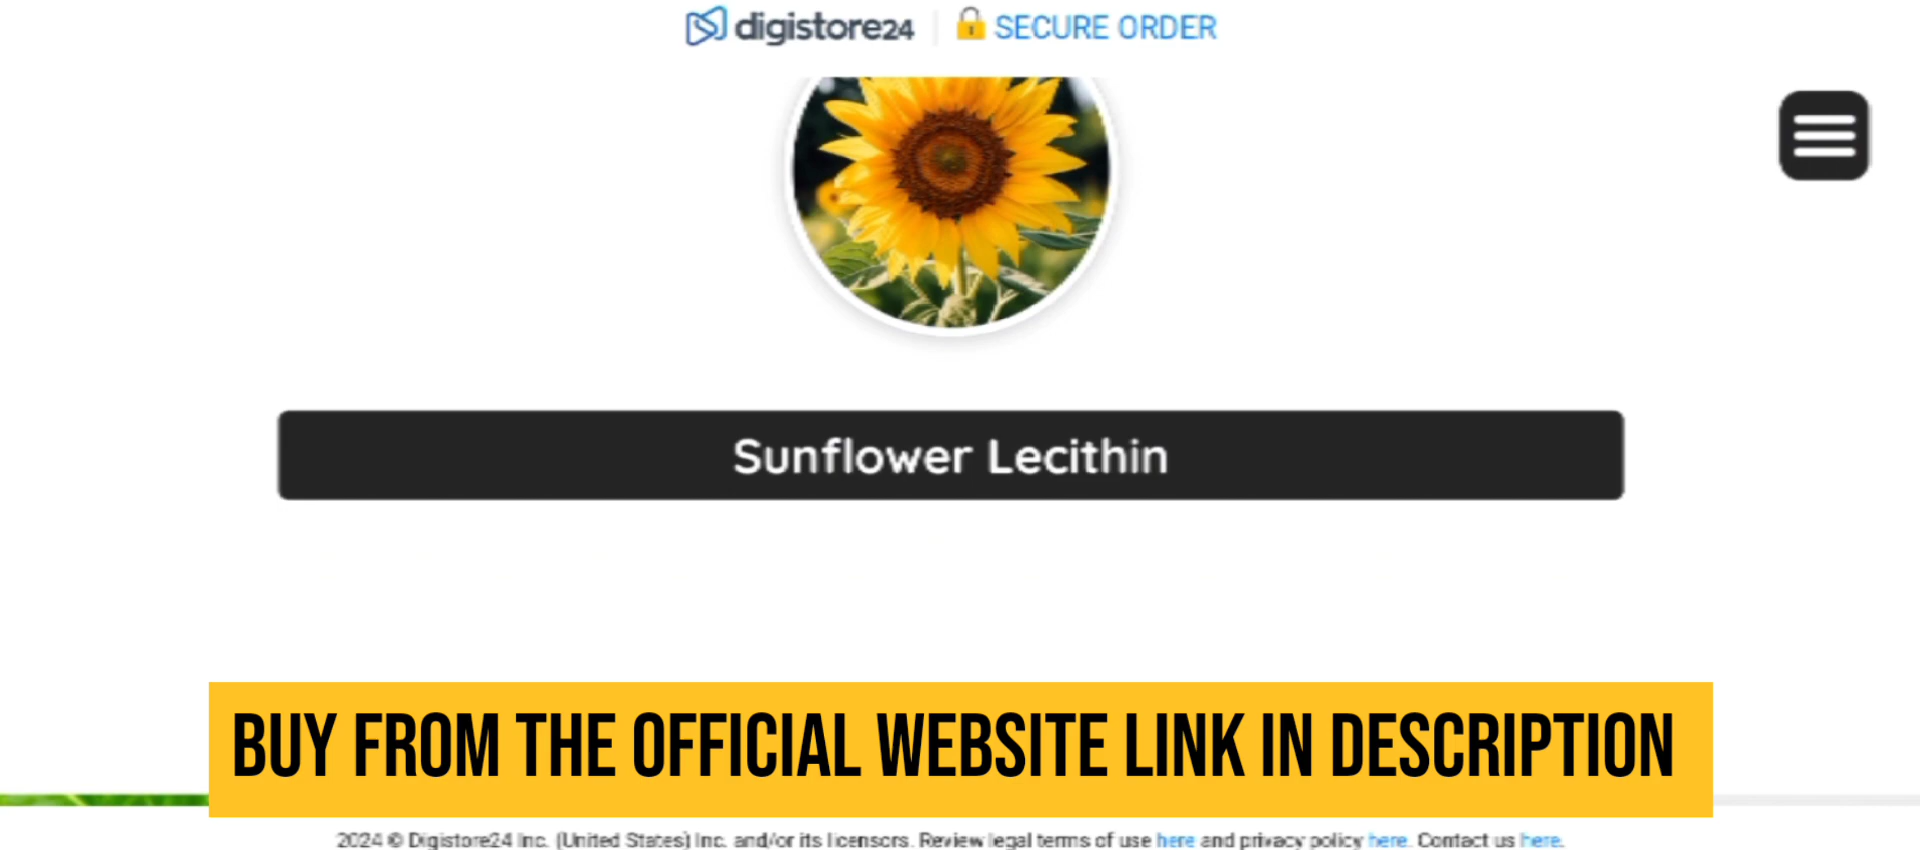 digistore24 SECURE ORDER
Sunflower Lecithin
BUY FROM THE OFFICIAL WEBSITE LINK IN DESCRIPTION
2024 © Digistore24 Inc. (United States) Inc. and/or its licensors. Review legal terms of use here and privacy policy here. Contact us here.